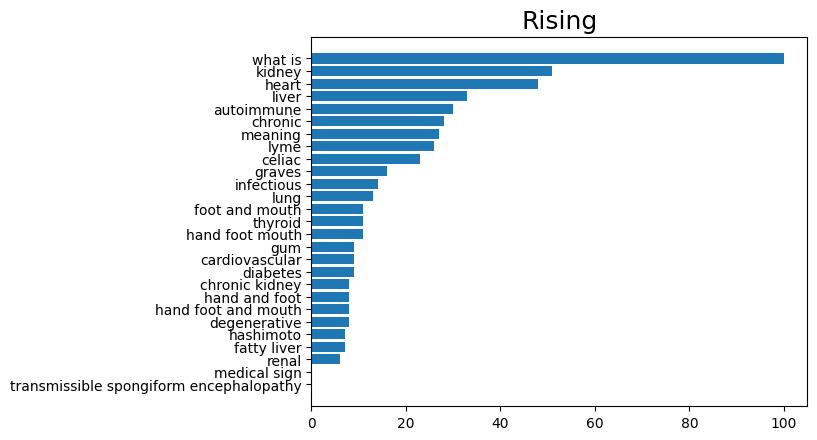 Rising
what is
kidney
heart
liver
autoimmune
chronic
meaning
lyme
celiac
graves
infectious
lung
foot and mouth
thyroid
hand foot mouth
gum
cardiovascular
diabetes
chronic kidney
hand and foot
hand foot and mouth
degenerative
hashimoto
fatty liver
renal
medical sign
transmissible spongiform encephalopathy
0 20 40 60 80 100